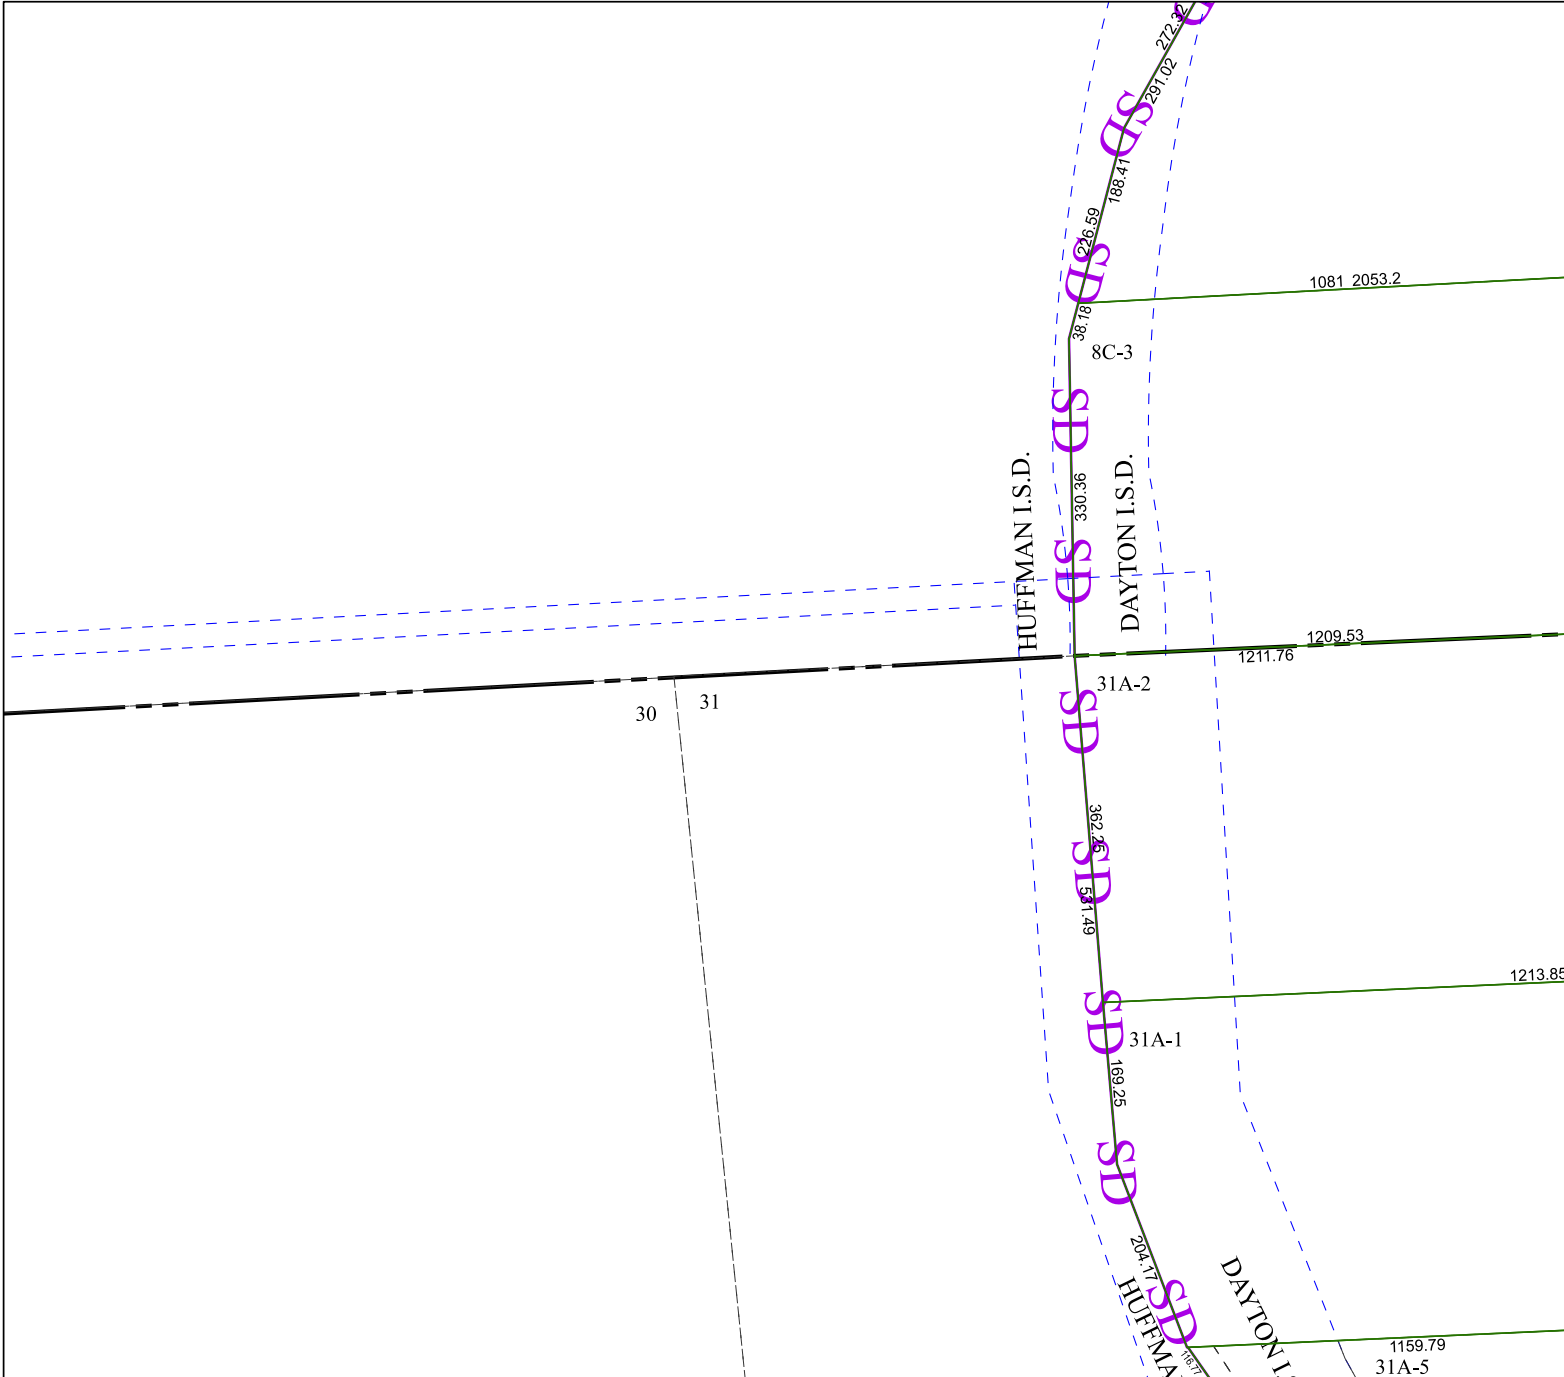 SD
272.32
291.02
SD
188.41
226.59
SD
1081 2053.2
38.18
8C-3
SD
330.36
HUFFMAN I.S.D.
DAYTON I.S.D.
SD
1209.53
1211.76
31A-2
30
31
SD
362.25
SD
531.49
1213.85
SD
31A-1
169.25
SD
204.17
SD
HUFFMA
DAYTON I.S
1159.79
116.77
31A-5